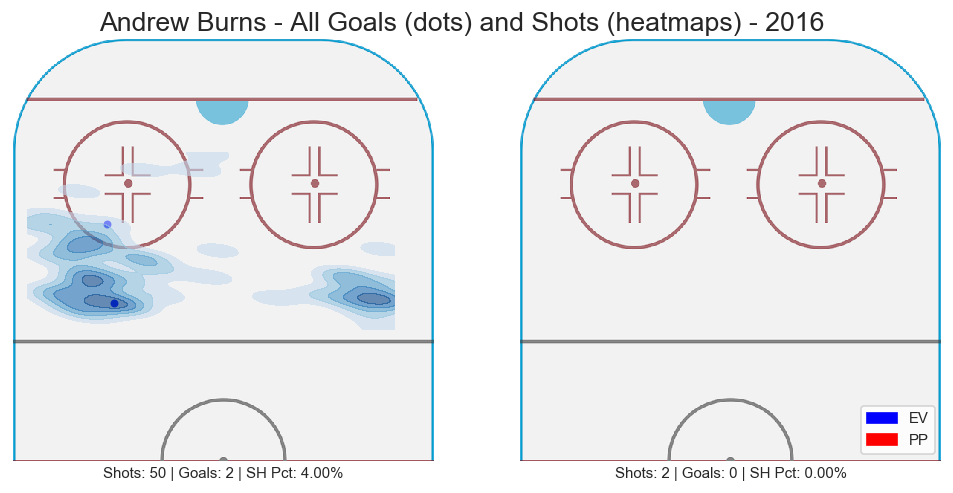 Andrew Burns - All Goals (dots) and Shots (heatmaps) - 2016
EV
PP
Shots: 50 | Goals: 2 | SH Pct: 4.00%
Shots: 2 | Goals: 0 | SH Pct: 0.00%